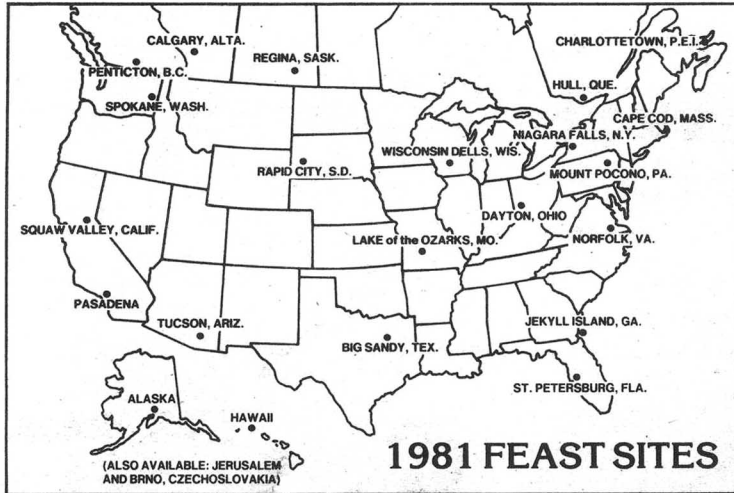 CALGARY, ALTA.
REGINA, SASK.
CHARLOTTETOWN, P.E.I.
PENTICTON, B.C.
HULL, QUE.
SPOKANE, WASH.
CAPE COD, MASS.
NIAGARA FALLS, N.Y.
WISCONSIN DELLS, WIS.
RAPID CITY, S.D.
MOUNT POCONO, PA.
DAYTON, OHIO
SQUAW VALLEY, CALIF.
LAKE of the OZARKS, MO.
NORFOLK, VA.
PASADENA
TUCSON, ARIZ.
JEKYLL ISLAND, GA.
BIG SANDY, TEX.
ST. PETERSBURG, FLA.
ALASKA
HAWAII
1981 FEAST SITES
(ALSO AVAILABLE: JERUSALEM
AND BRNO, CZECHOSLOVAKIA)